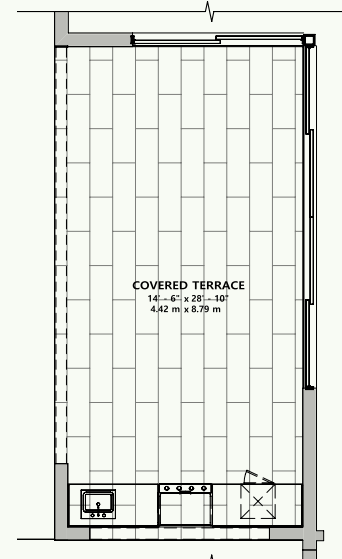 COVERED TERRACE
14' - 6" x 28' - 10"
4.42 m x 8.79 m